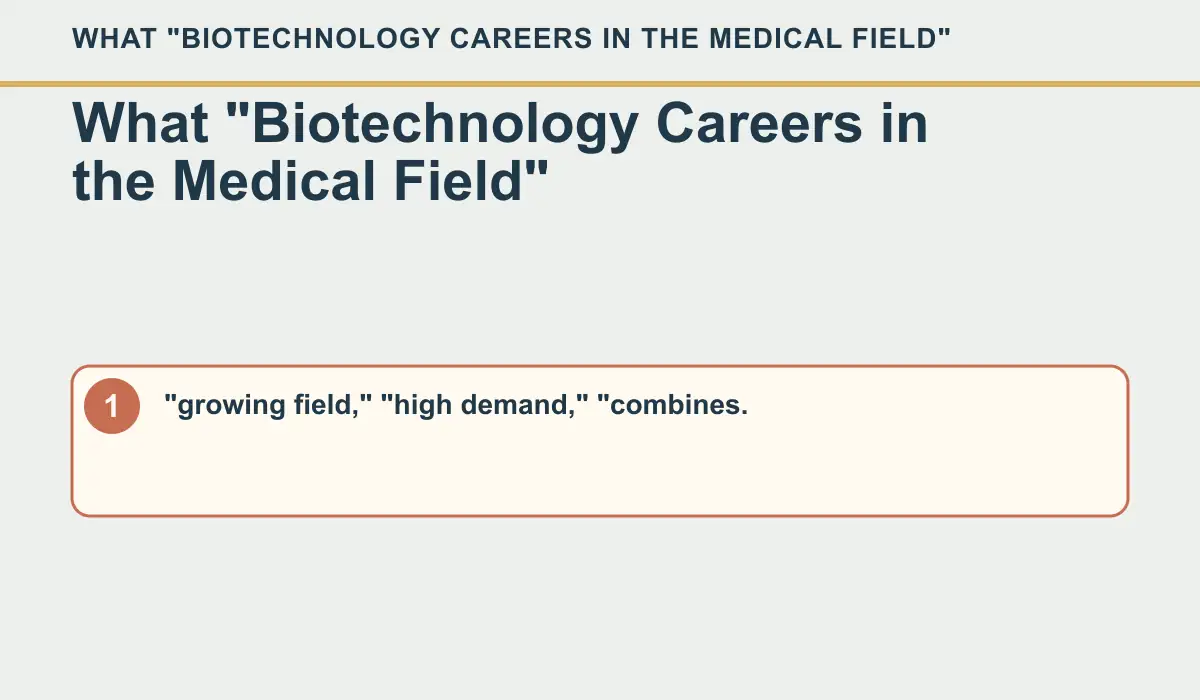 WHAT "BIOTECHNOLOGY CAREERS IN THE MEDICAL FIELD"
What "Biotechnology Careers in
the Medical Field"
1
"growing field," "high demand," "combines.